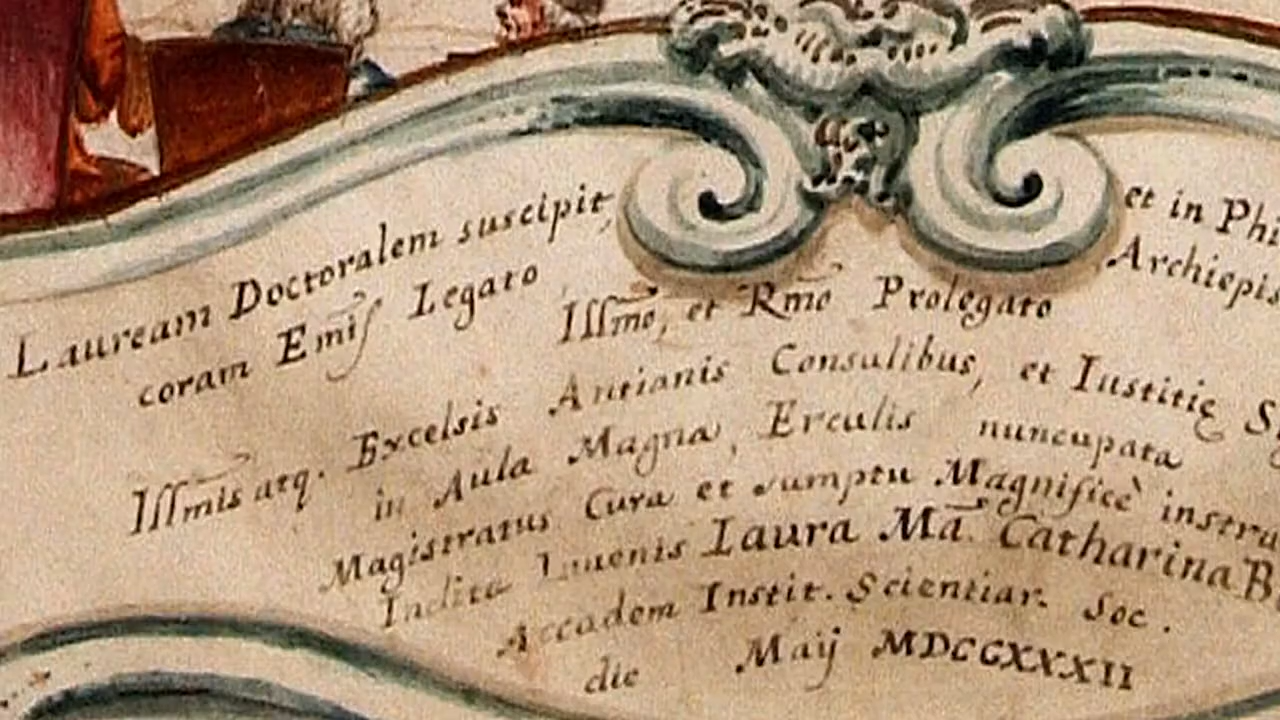 Lauream Doctoralem suscipit, et in Phi
coram Emiſ Legato Archiepis
Illmo, et Rmo Prolegato
Illmis atq. Excelsis Antianis Consulibus, et Iustitię S
in Aula Magna, Erculis nuncupata
Magistratus Cura et sumptu Magnificè instru
Inclita Iuvenis Laura Ma. Catharina B
Accadem Instit. Scientiar. Soc.
die Maij MDCCXXXII